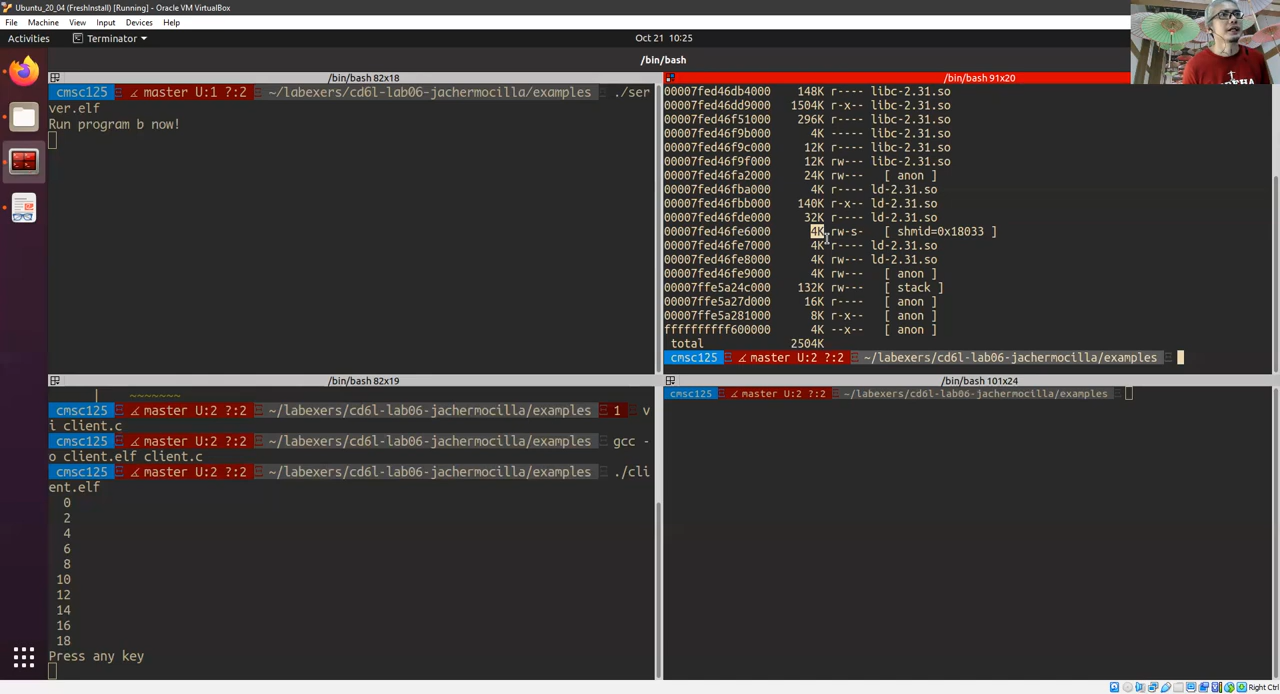 Ubuntu_20_04 (FreshInstall) [Running] - Oracle VM VirtualBox
File Machine View Input Devices Help
Activities Terminator Oct 21 10:25
/bin/bash
/bin/bash 82x18
cmsc125 master U:1 ?:2 ~/labexers/cd6l-lab06-jachermocilla/examples ./ser
ver.elf
Run program b now!
/bin/bash 91x20
00007fed46db4000 148K r---- libc-2.31.so
00007fed46dd9000 1504K r-x-- libc-2.31.so
00007fed46f51000 296K r---- libc-2.31.so
00007fed46f9b000 4K ----- libc-2.31.so
00007fed46f9c000 12K r---- libc-2.31.so
00007fed46f9f000 12K rw--- libc-2.31.so
00007fed46fa2000 24K rw--- [ anon ]
00007fed46fba000 4K r---- ld-2.31.so
00007fed46fbb000 140K r-x-- ld-2.31.so
00007fed46fde000 32K r---- ld-2.31.so
00007fed46fe6000 4K rw-s- [ shmid=0x18033 ]
00007fed46fe7000 4K r---- ld-2.31.so
00007fed46fe8000 4K rw--- ld-2.31.so
00007fed46fe9000 4K rw--- [ anon ]
00007ffe5a24c000 132K rw--- [ stack ]
00007ffe5a27d000 16K r---- [ anon ]
00007ffe5a281000 8K r-x-- [ anon ]
ffffffffff600000 4K --x-- [ anon ]
total 2504K
cmsc125 master U:2 ?:2 ~/labexers/cd6l-lab06-jachermocilla/examples
/bin/bash 82x19
| ~~~~~~~
cmsc125 master U:2 ?:2 ~/labexers/cd6l-lab06-jachermocilla/examples 1 v
i client.c
cmsc125 master U:2 ?:2 ~/labexers/cd6l-lab06-jachermocilla/examples gcc -
o client.elf client.c
cmsc125 master U:2 ?:2 ~/labexers/cd6l-lab06-jachermocilla/examples ./cli
ent.elf
0
2
4
6
8
10
12
14
16
18
Press any key
/bin/bash 101x24
cmsc125 master U:2 ?:2 ~/labexers/cd6l-lab06-jachermocilla/examples
Right Ctrl